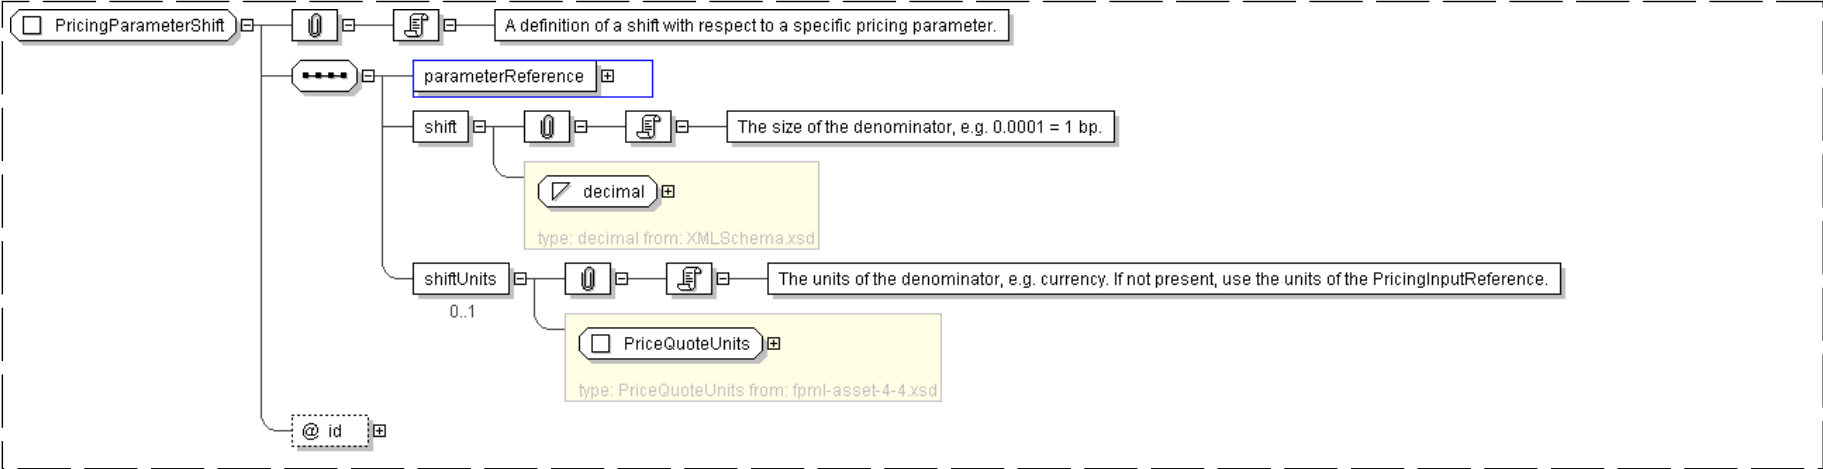 PricingParameterShift
A definition of a shift with respect to a specific pricing parameter.
parameterReference
shift
The size of the denominator, e.g. 0.0001 = 1 bp.
decimal
type: decimal from: XMLSchema.xsd
shiftUnits
The units of the denominator, e.g. currency. If not present, use the units of the PricingInputReference.
0..1
PriceQuoteUnits
type: PriceQuoteUnits from: fpml-asset-4-4.xsd
@ id